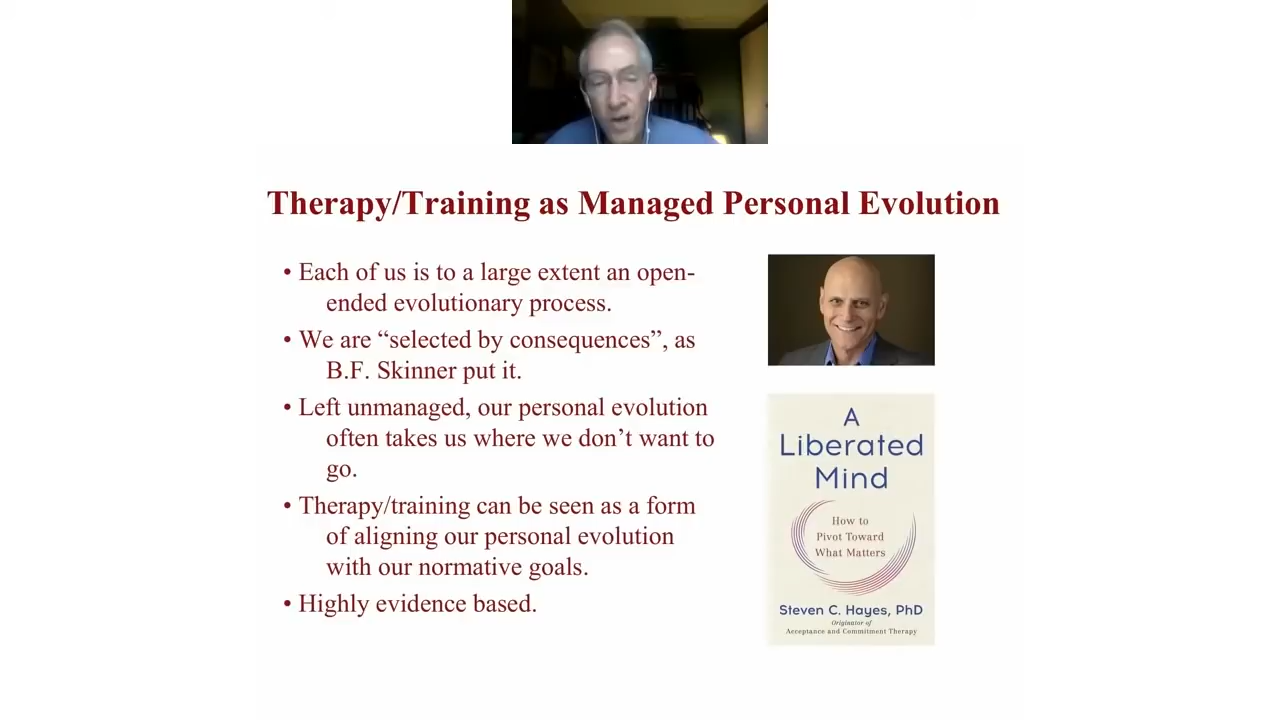 Therapy/Training as Managed Personal Evolution
• Each of us is to a large extent an open-
ended evolutionary process.
• We are “selected by consequences”, as
B.F. Skinner put it.
• Left unmanaged, our personal evolution
often takes us where we don’t want to
go.
• Therapy/training can be seen as a form
of aligning our personal evolution
with our normative goals.
• Highly evidence based.
A
Liberated
Mind
How to
Pivot Toward
What Matters
Steven C. Hayes, PhD
Originator of
Acceptance and Commitment Therapy